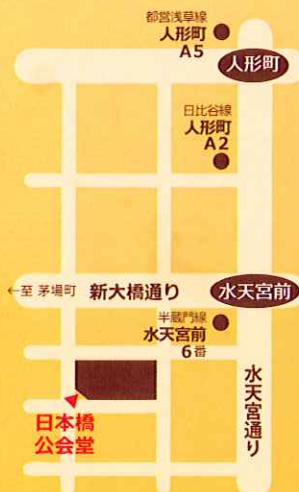 都営浅草線
人形町
A5
人形町
日比谷線
人形町
A2
←至 茅場町
新大橋通り
水天宮前
半蔵門線
水天宮前
6番
水天宮通り
日本橋
公会堂